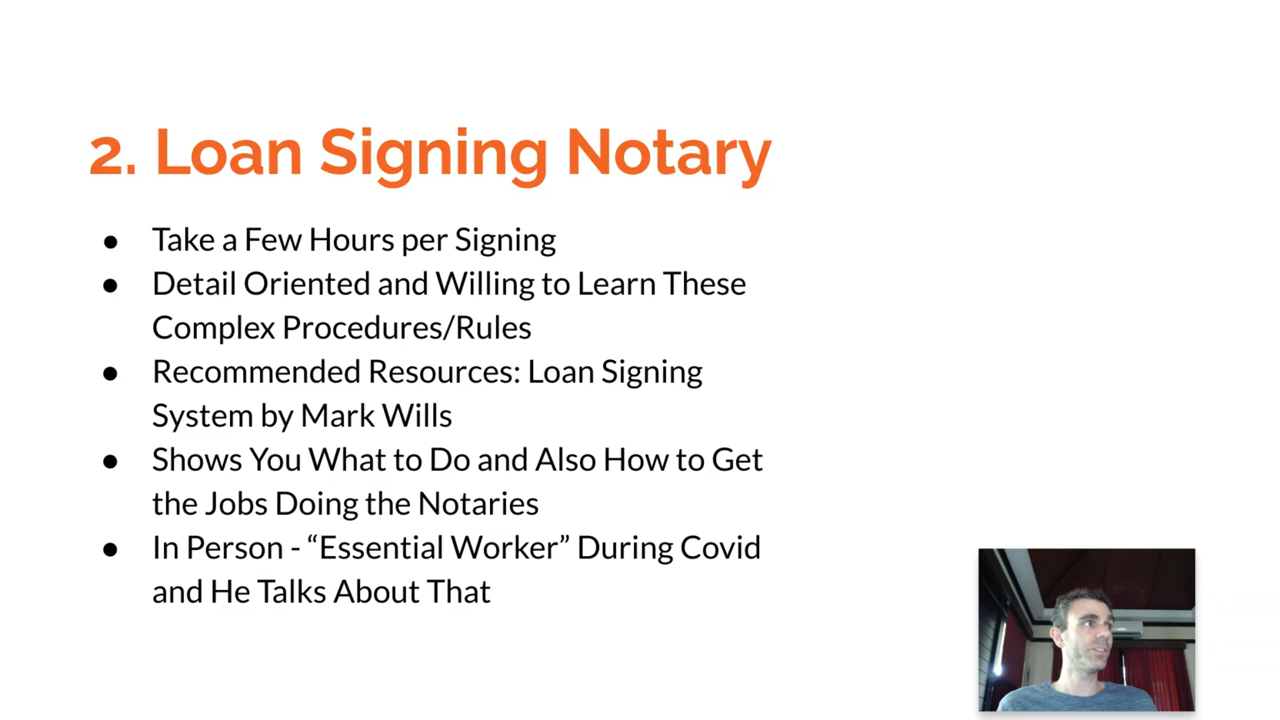 2. Loan Signing Notary
● Take a Few Hours per Signing
● Detail Oriented and Willing to Learn These
Complex Procedures/Rules
● Recommended Resources: Loan Signing
System by Mark Wills
● Shows You What to Do and Also How to Get
the Jobs Doing the Notaries
● In Person - “Essential Worker” During Covid
and He Talks About That